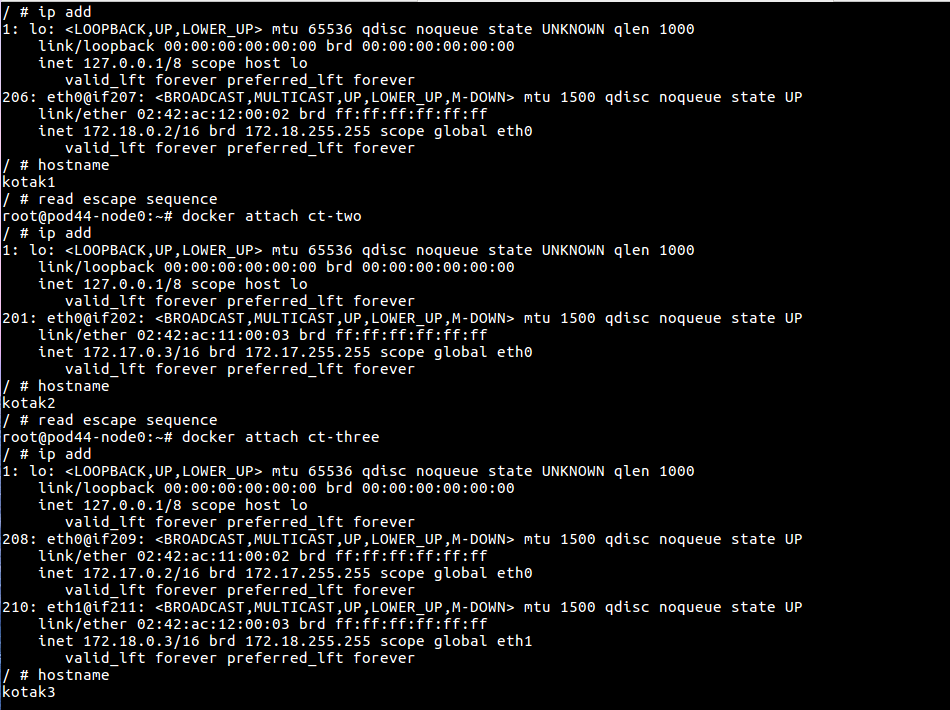 / # ip add
1: lo: <LOOPBACK,UP,LOWER_UP> mtu 65536 qdisc noqueue state UNKNOWN qlen 1000
    link/loopback 00:00:00:00:00:00 brd 00:00:00:00:00:00
    inet 127.0.0.1/8 scope host lo
       valid_lft forever preferred_lft forever
206: eth0@if207: <BROADCAST,MULTICAST,UP,LOWER_UP,M-DOWN> mtu 1500 qdisc noqueue state UP
    link/ether 02:42:ac:12:00:02 brd ff:ff:ff:ff:ff:ff
    inet 172.18.0.2/16 brd 172.18.255.255 scope global eth0
       valid_lft forever preferred_lft forever
/ # hostname
kotak1
/ # read escape sequence
root@pod44-node0:~# docker attach ct-two
/ # ip add
1: lo: <LOOPBACK,UP,LOWER_UP> mtu 65536 qdisc noqueue state UNKNOWN qlen 1000
    link/loopback 00:00:00:00:00:00 brd 00:00:00:00:00:00
    inet 127.0.0.1/8 scope host lo
       valid_lft forever preferred_lft forever
201: eth0@if202: <BROADCAST,MULTICAST,UP,LOWER_UP,M-DOWN> mtu 1500 qdisc noqueue state UP
    link/ether 02:42:ac:11:00:03 brd ff:ff:ff:ff:ff:ff
    inet 172.17.0.3/16 brd 172.17.255.255 scope global eth0
       valid_lft forever preferred_lft forever
/ # hostname
kotak2
/ # read escape sequence
root@pod44-node0:~# docker attach ct-three
/ # ip add
1: lo: <LOOPBACK,UP,LOWER_UP> mtu 65536 qdisc noqueue state UNKNOWN qlen 1000
    link/loopback 00:00:00:00:00:00 brd 00:00:00:00:00:00
    inet 127.0.0.1/8 scope host lo
       valid_lft forever preferred_lft forever
208: eth0@if209: <BROADCAST,MULTICAST,UP,LOWER_UP,M-DOWN> mtu 1500 qdisc noqueue state UP
    link/ether 02:42:ac:11:00:02 brd ff:ff:ff:ff:ff:ff
    inet 172.17.0.2/16 brd 172.17.255.255 scope global eth0
       valid_lft forever preferred_lft forever
210: eth1@if211: <BROADCAST,MULTICAST,UP,LOWER_UP,M-DOWN> mtu 1500 qdisc noqueue state UP
    link/ether 02:42:ac:12:00:03 brd ff:ff:ff:ff:ff:ff
    inet 172.18.0.3/16 brd 172.18.255.255 scope global eth1
       valid_lft forever preferred_lft forever
/ # hostname
kotak3